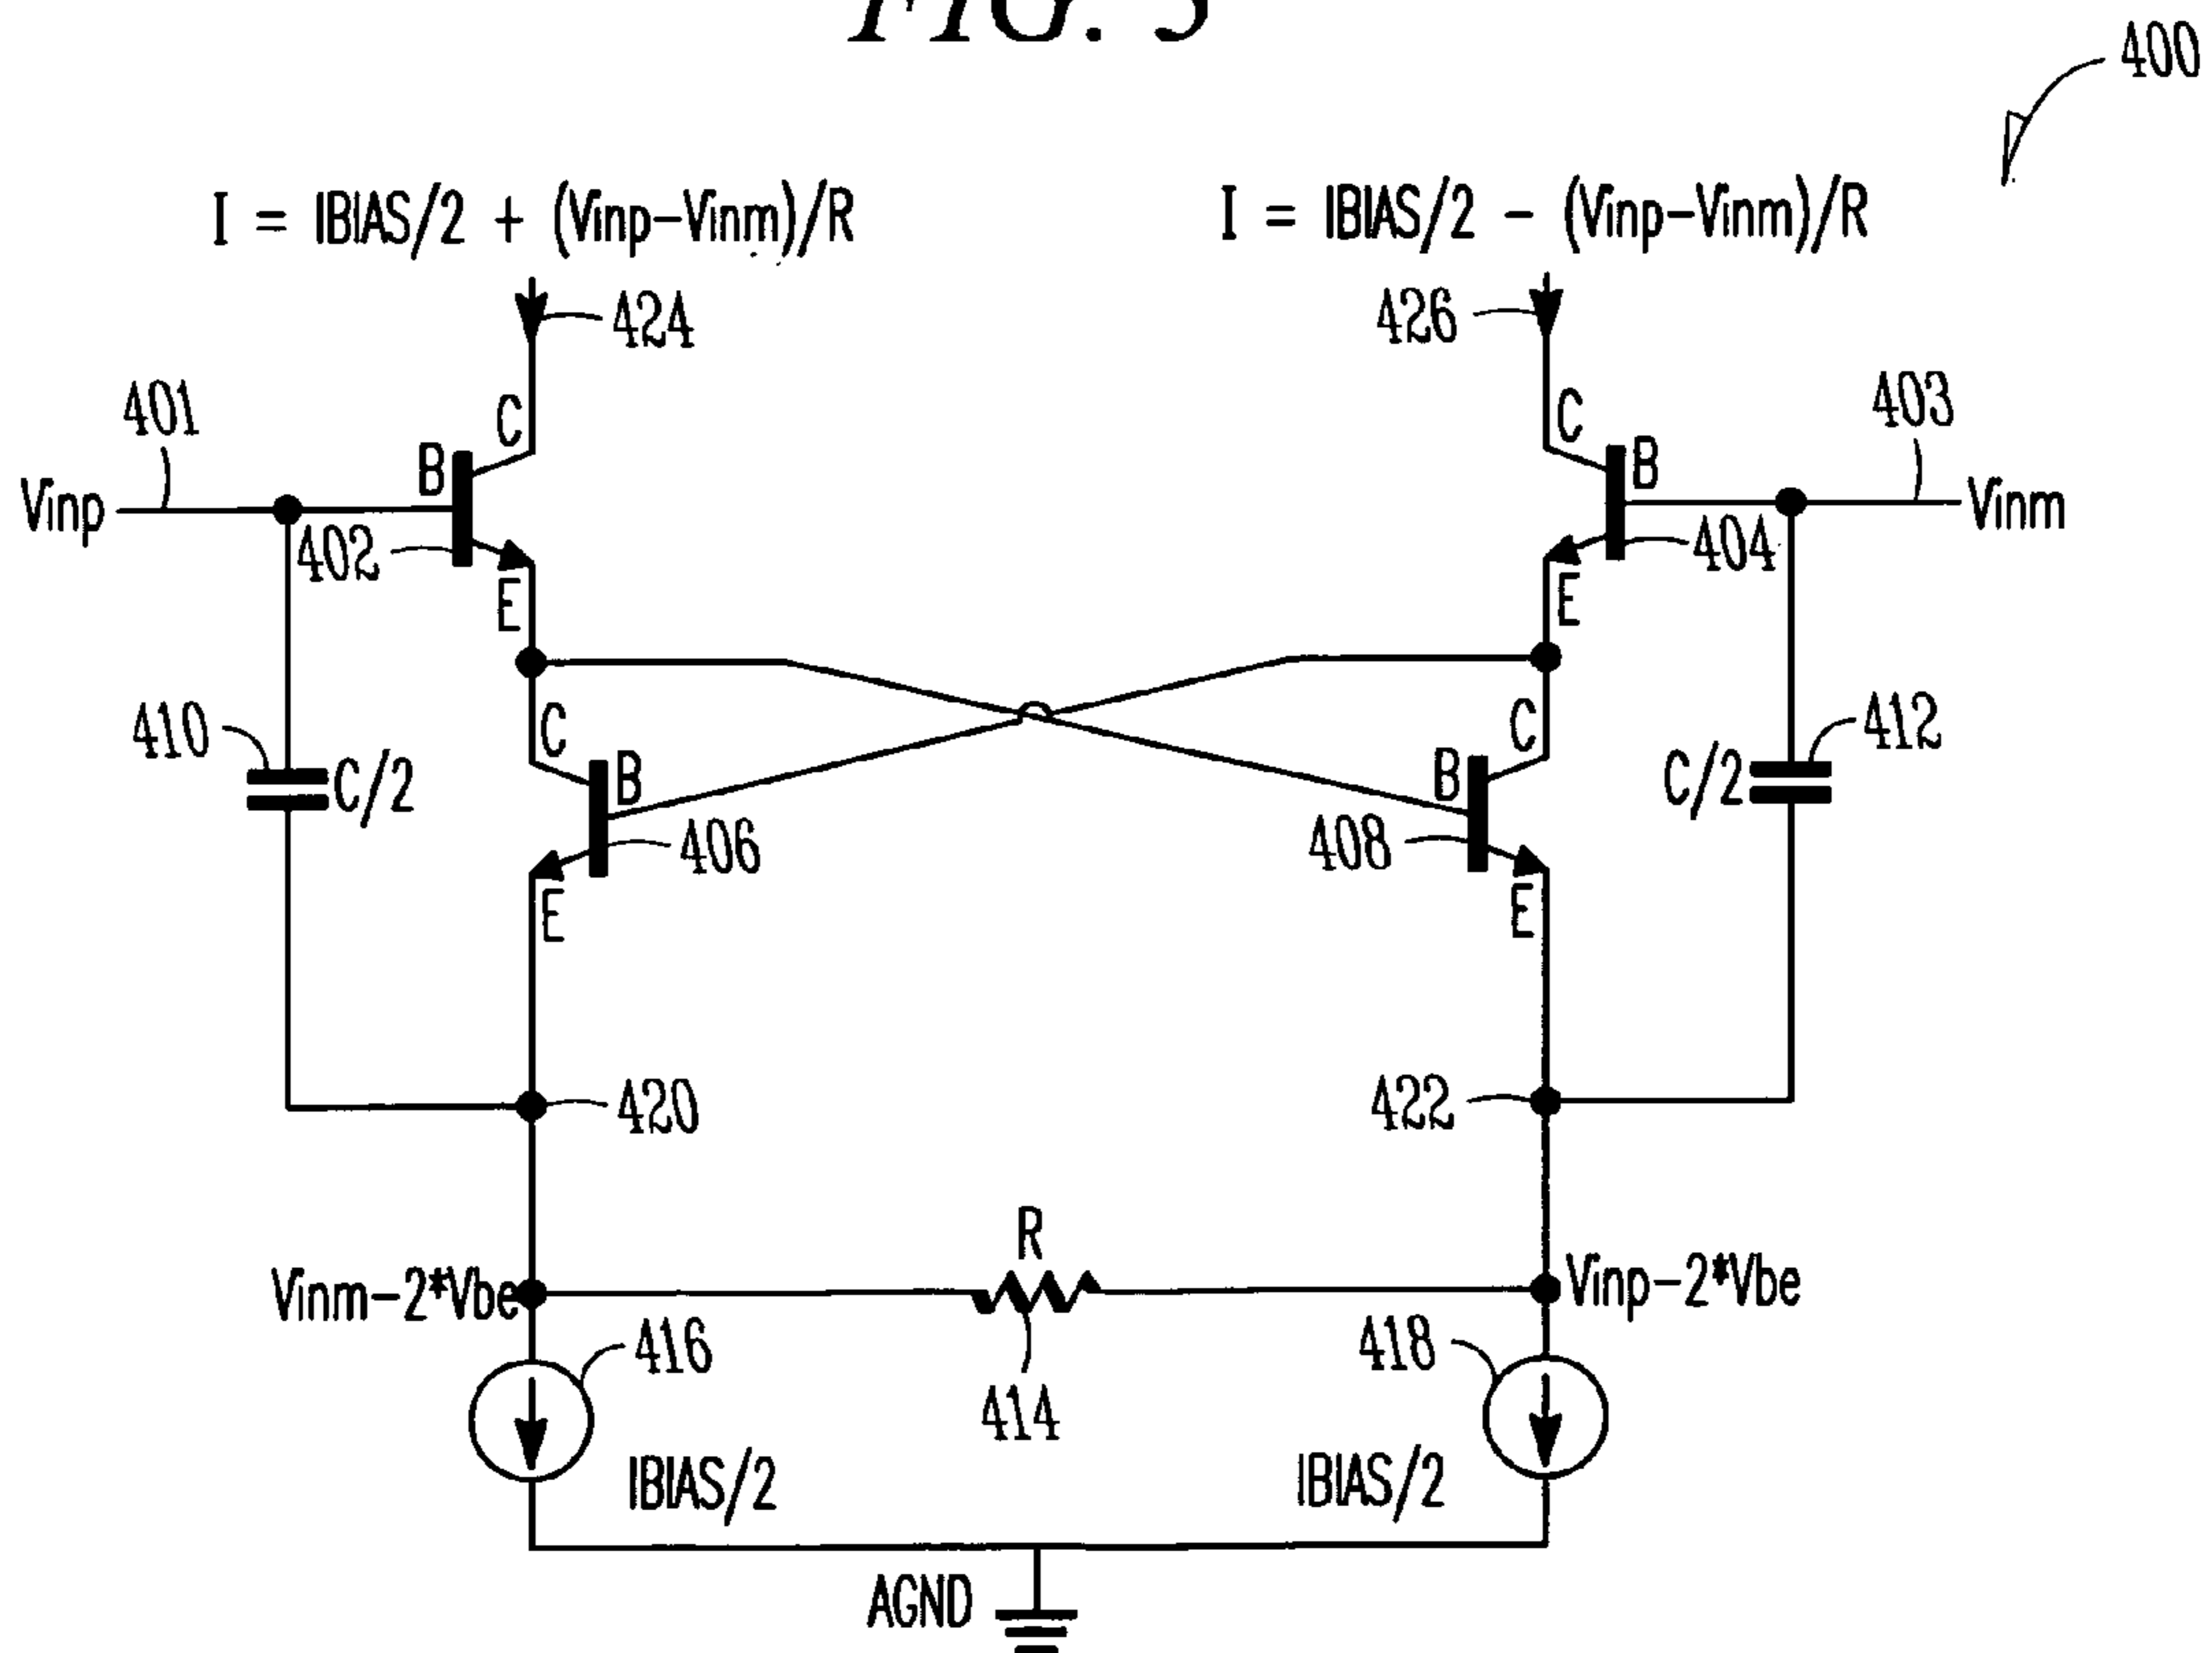 FIG. 5
400
I = IBIAS/2 + (Vinp-Vinm)/R
I = IBIAS/2 - (Vinp-Vinm)/R
424
426
401
403
C
C
B
B
Vinp
Vinm
402
404
E
E
410
412
C
C
C/2
B
B
C/2
406
408
E
E
420
422
R
Vinm-2*Vbe
Vinp-2*Vbe
416
418
414
IBIAS/2
IBIAS/2
AGND